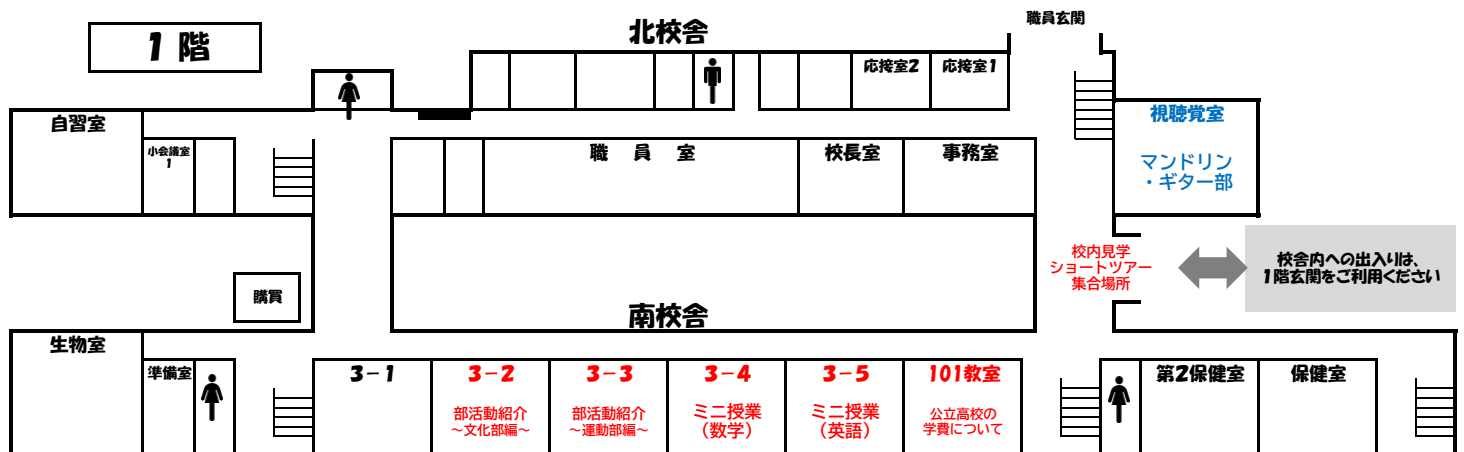 職員玄関
1 階
北校舎
応接室2
応接室1
自習室
小会議室
1
職 員 室
校長室
事務室
視聴覚室
マンドリン
・ギター部
校内見学
ショートツアー
集合場所
校舎内への出入りは、
1階玄関をご利用ください
購買
南校舎
生物室
準備室
3-1
3-2
部活動紹介
~文化部編~
3-3
部活動紹介
~運動部編~
3-4
ミニ授業
(数学)
3-5
ミニ授業
(英語)
101教室
公立高校の
学費について
第2保健室
保健室